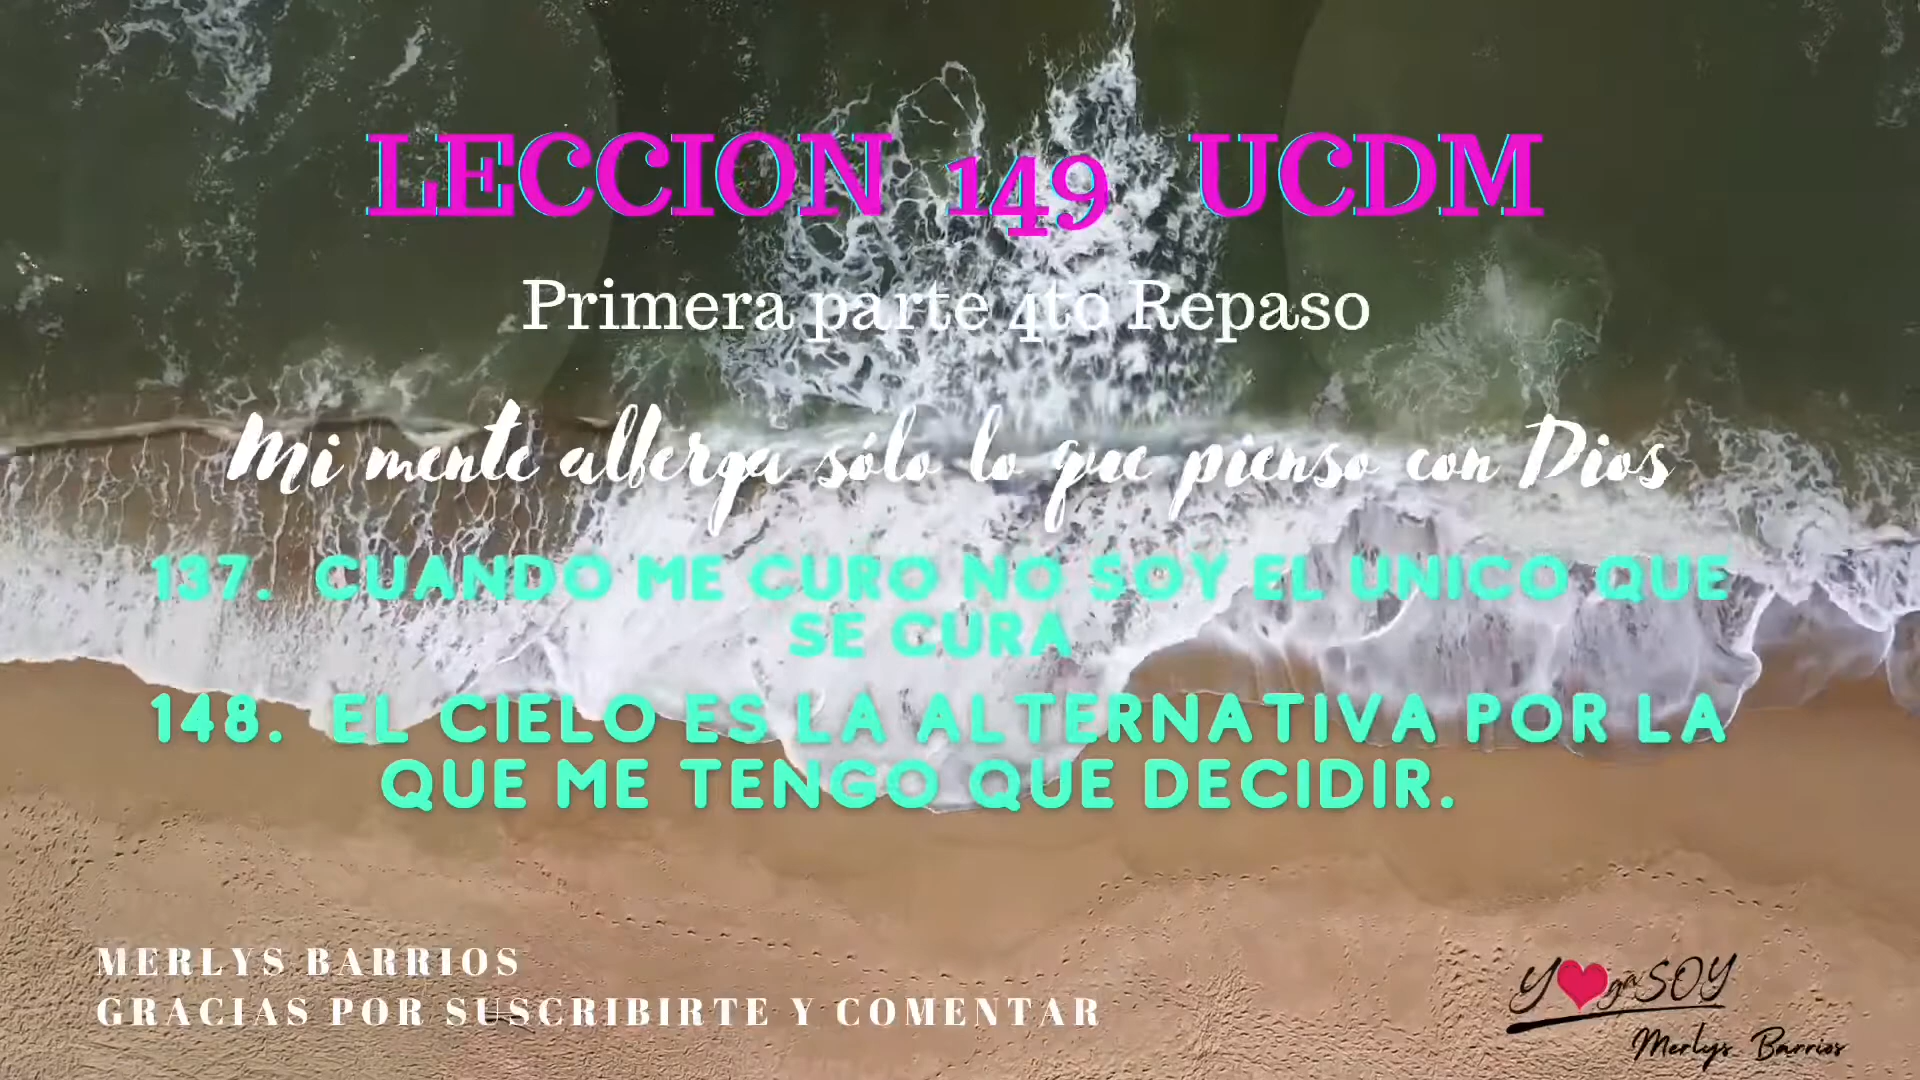 LECCION 149 UCDM
Primera parte 4to Repaso
Mi mente alberga sólo lo que pienso con Dios
137. CUANDO ME CURO NO SOY EL UNICO QUE
SE CURA
148. EL CIELO ES LA ALTERNATIVA POR LA
QUE ME TENGO QUE DECIDIR.
MERLYS BARRIOS
GRACIAS POR SUSCRIBIRTE Y COMENTAR
Y❤gaSOY
Merlys Barrios